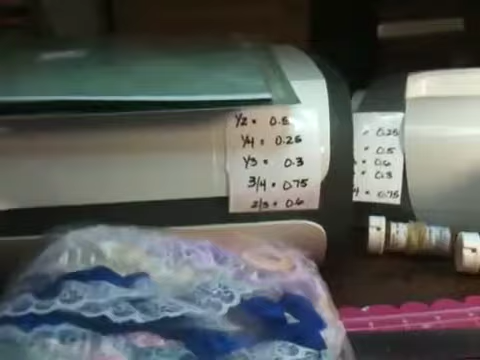 1/2 = 0.5
1/4 = 0.25
1/3 = 0.3
3/4 = 0.75
2/3 = 0.6
= 0.25
= 0.5
= 0.6
= 0.3
4 = 0.75